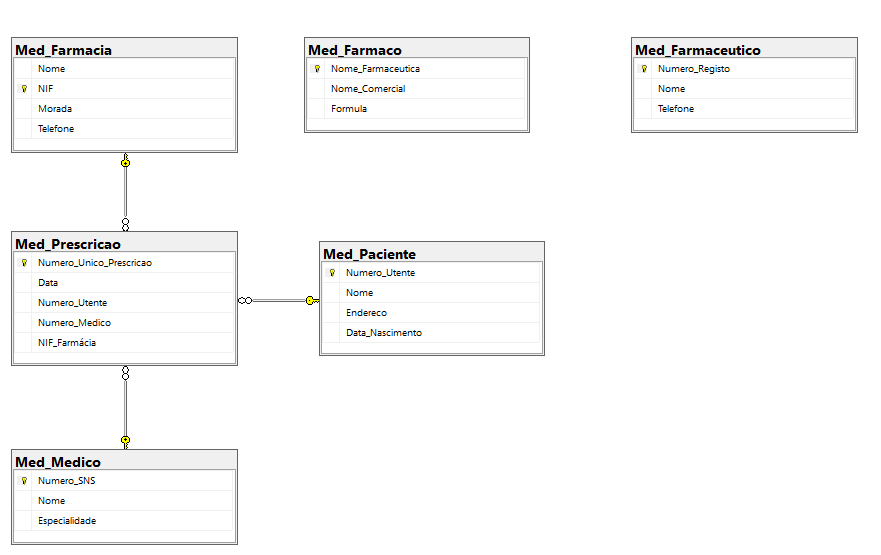 Med_Farmacia
Nome
NIF
Morada
Telefone
Med_Farmaco
Nome_Farmaceutica
Nome_Comercial
Formula
Med_Farmaceutico
Numero_Registo
Nome
Telefone
Med_Prescricao
Numero_Unico_Prescricao
Data
Numero_Utente
Numero_Medico
NIF_Farmácia
Med_Paciente
Numero_Utente
Nome
Endereco
Data_Nascimento
Med_Medico
Numero_SNS
Nome
Especialidade